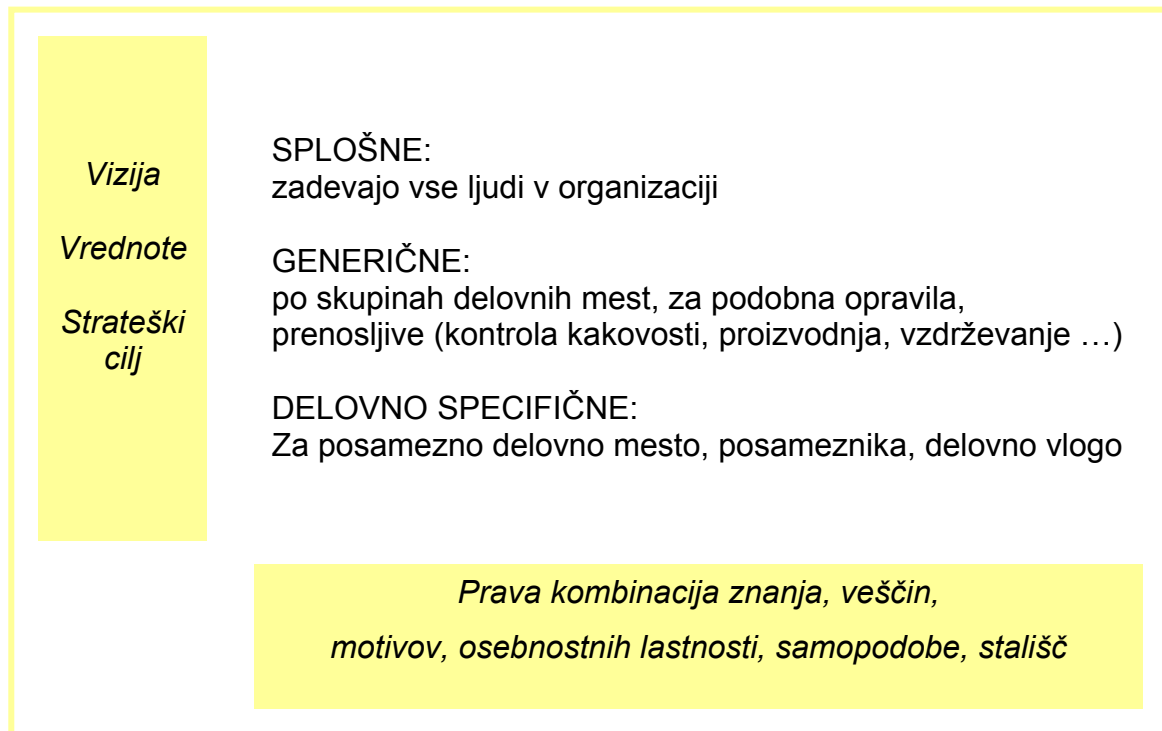 Vizija
Vrednote
Strateški
cilj
SPLOŠNE:
zadevajo vse ljudi v organizaciji
GENERIČNE:
po skupinah delovnih mest, za podobna opravila,
prenosljive (kontrola kakovosti, proizvodnja, vzdrževanje …)
DELOVNO SPECIFIČNE:
Za posamezno delovno mesto, posameznika, delovno vlogo
Prava kombinacija znanja, veščin,
motivov, osebnostnih lastnosti, samopodobe, stališč